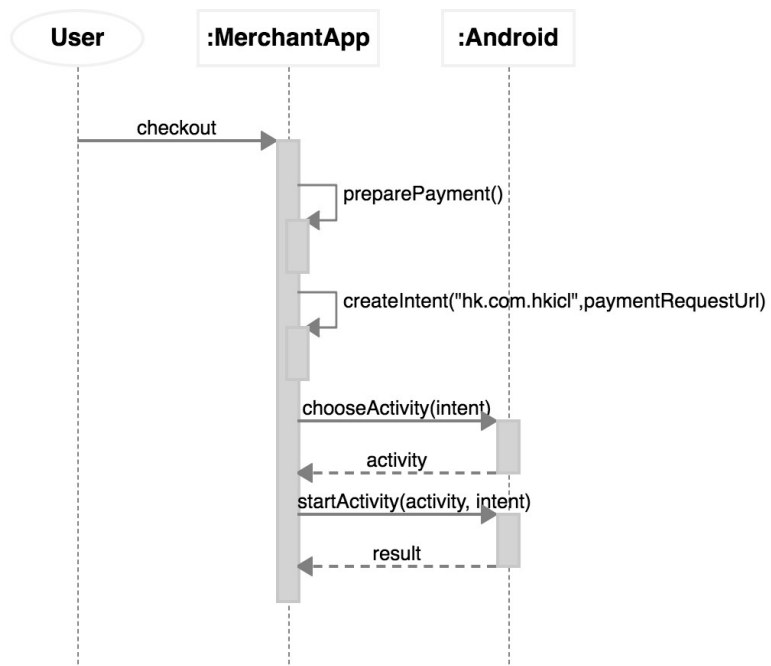 User
:MerchantApp
:Android
checkout
preparePayment()
createIntent("hk.com.hkicl",paymentRequestUrl)
chooseActivity(intent)
activity
startActivity(activity, intent)
result